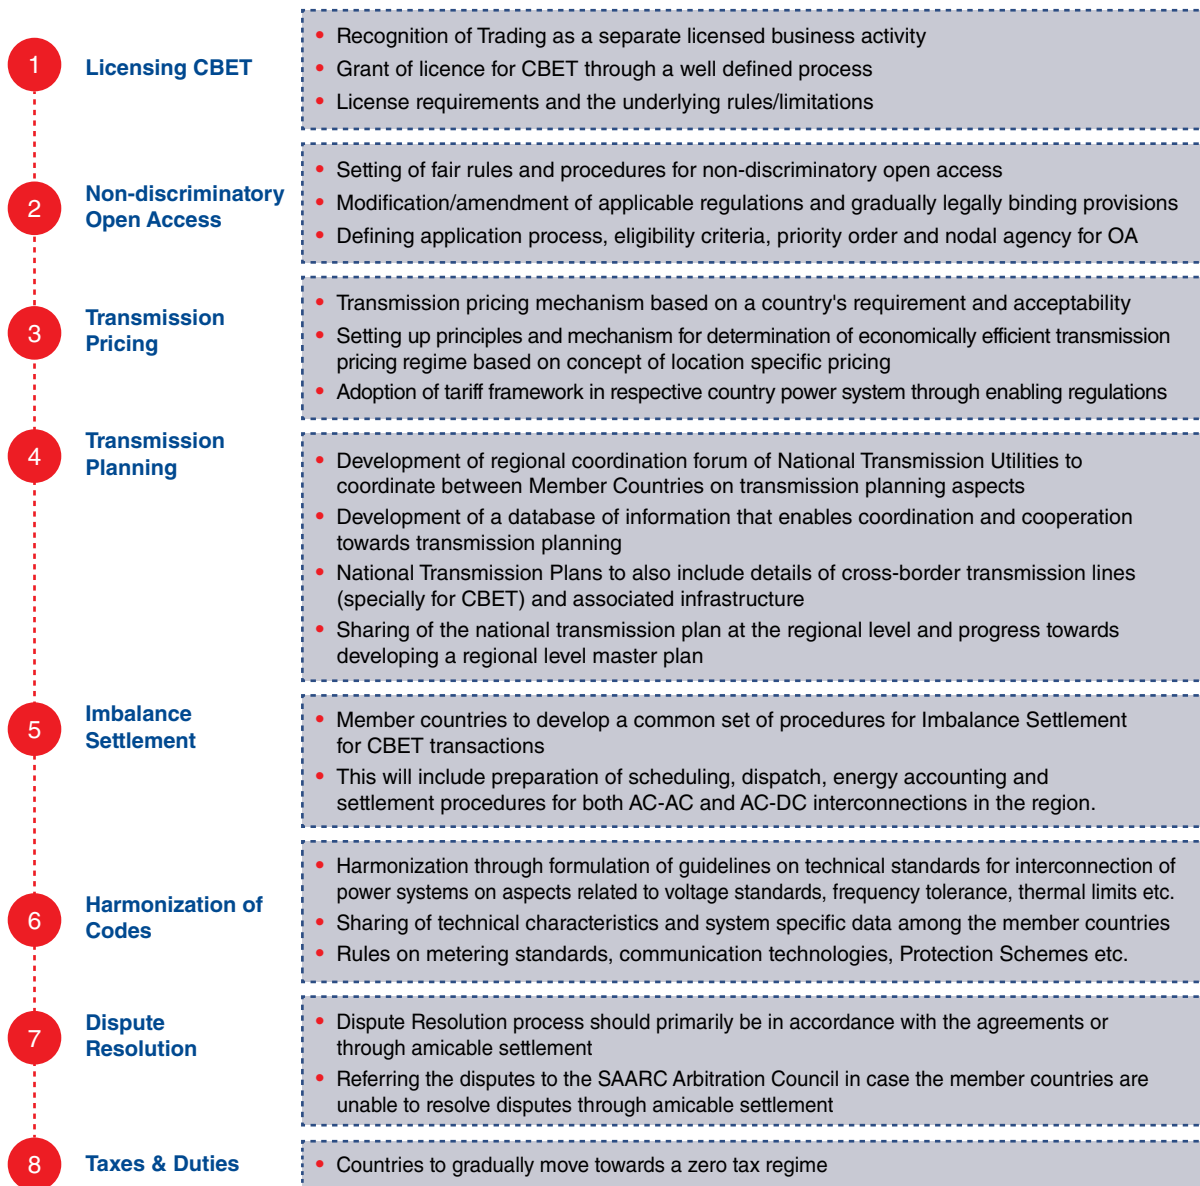 1
Licensing CBET
• Recognition of Trading as a separate licensed business activity
• Grant of licence for CBET through a well defined process
• License requirements and the underlying rules/limitations
2
Non-discriminatory
Open Access
• Setting of fair rules and procedures for non-discriminatory open access
• Modification/amendment of applicable regulations and gradually legally binding provisions
• Defining application process, eligibility criteria, priority order and nodal agency for OA
3
Transmission
Pricing
• Transmission pricing mechanism based on a country's requirement and acceptability
• Setting up principles and mechanism for determination of economically efficient transmission
pricing regime based on concept of location specific pricing
• Adoption of tariff framework in respective country power system through enabling regulations
4
Transmission
Planning
• Development of regional coordination forum of National Transmission Utilities to
coordinate between Member Countries on transmission planning aspects
• Development of a database of information that enables coordination and cooperation
towards transmission planning
• National Transmission Plans to also include details of cross-border transmission lines
(specially for CBET) and associated infrastructure
• Sharing of the national transmission plan at the regional level and progress towards
developing a regional level master plan
5
Imbalance
Settlement
• Member countries to develop a common set of procedures for Imbalance Settlement
for CBET transactions
• This will include preparation of scheduling, dispatch, energy accounting and
settlement procedures for both AC-AC and AC-DC interconnections in the region.
6
Harmonization of
Codes
• Harmonization through formulation of guidelines on technical standards for interconnection of
power systems on aspects related to voltage standards, frequency tolerance, thermal limits etc.
• Sharing of technical characteristics and system specific data among the member countries
• Rules on metering standards, communication technologies, Protection Schemes etc.
7
Dispute
Resolution
• Dispute Resolution process should primarily be in accordance with the agreements or
through amicable settlement
• Referring the disputes to the SAARC Arbitration Council in case the member countries are
unable to resolve disputes through amicable settlement
8
Taxes & Duties
• Countries to gradually move towards a zero tax regime